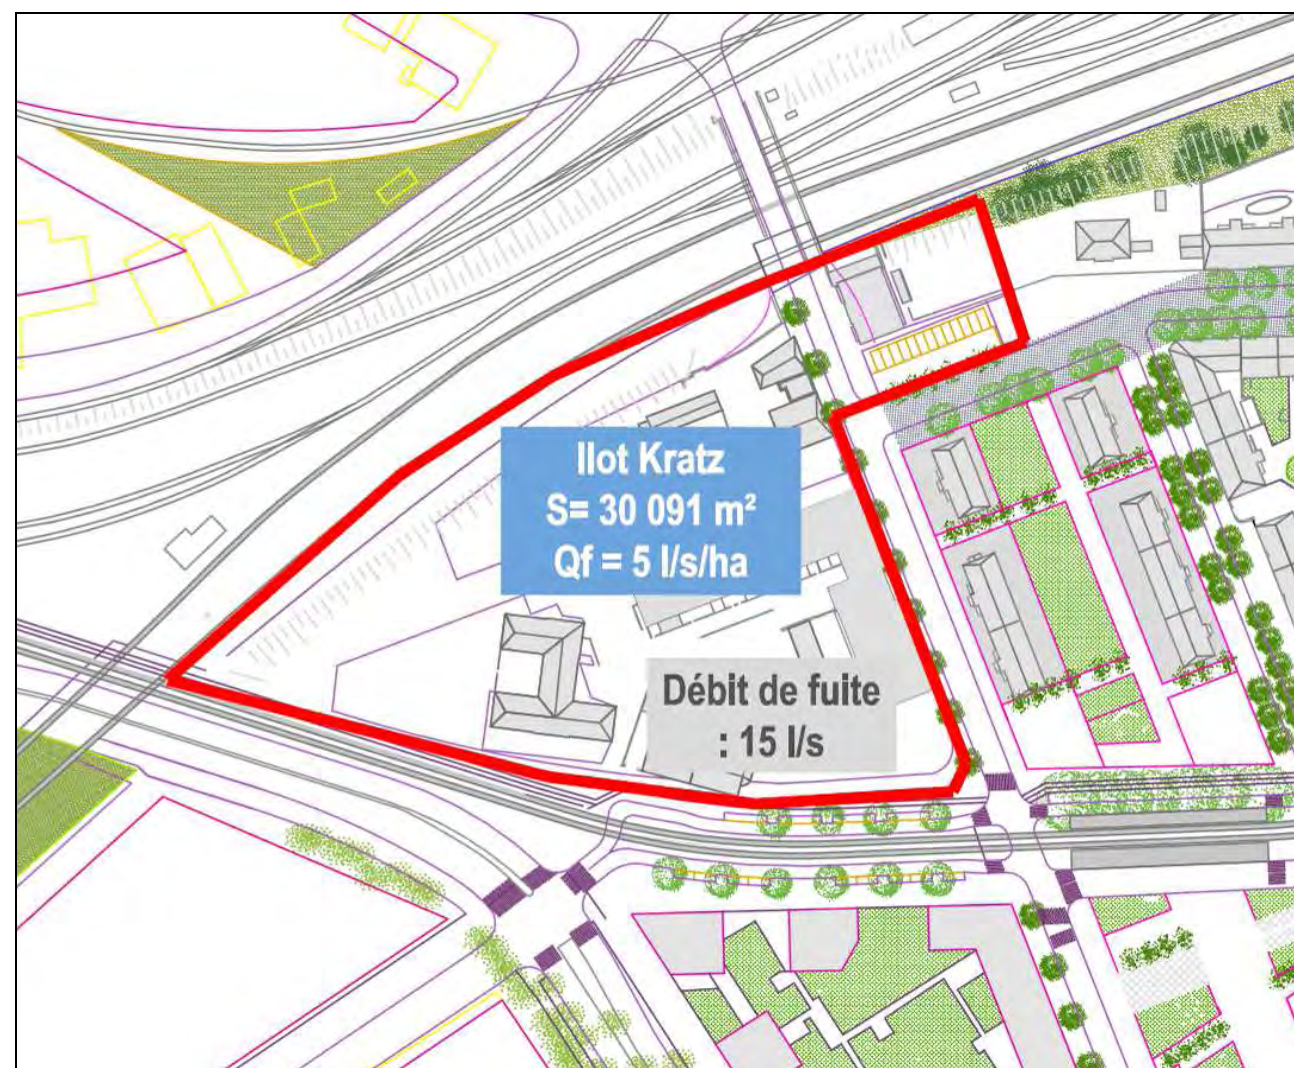 Ilot Kratz
S= 30 091 m²
Qf = 5 l/s/ha
Débit de fuite
: 15 l/s